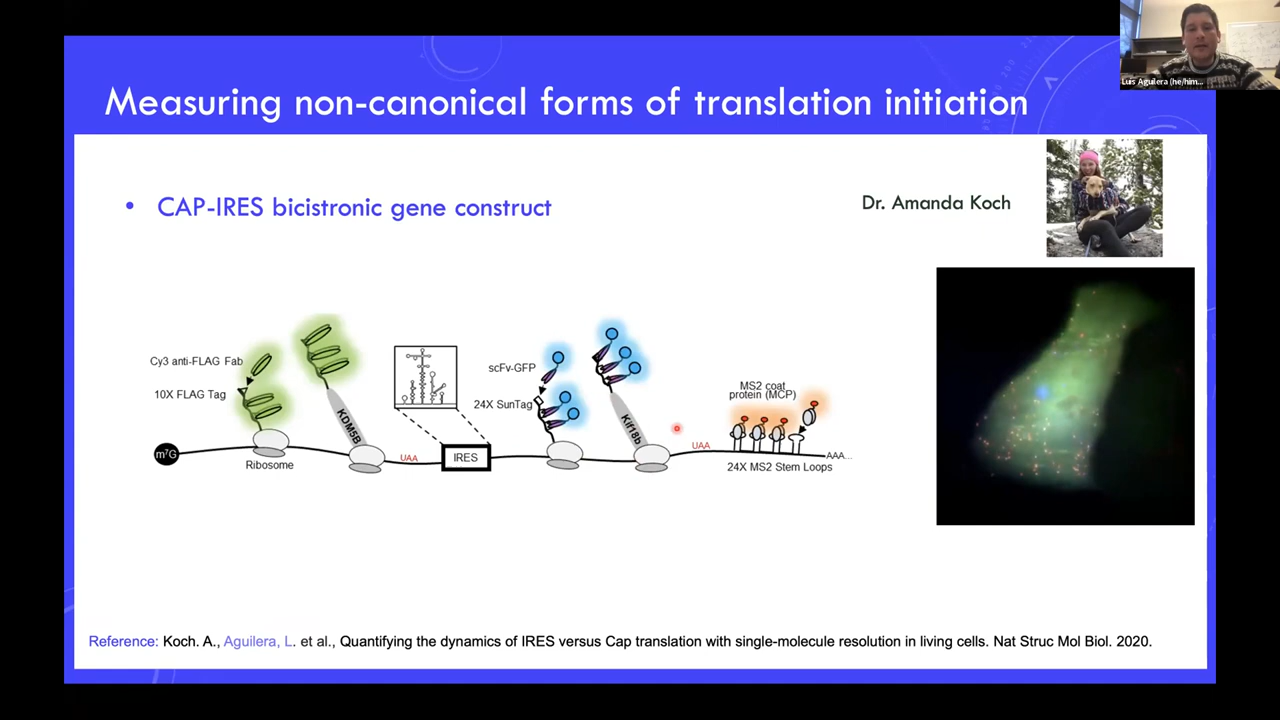 Luis Aguilera (he/him...
Measuring non-canonical forms of translation initiation
• CAP-IRES bicistronic gene construct
Dr. Amanda Koch
Cy3 anti-FLAG Fab
10X FLAG Tag
KDM5B
scFv-GFP
24X SunTag
Kif18b
MS2 coat
protein (MCP)
m⁷G
Ribosome
UAA
IRES
UAA
24X MS2 Stem Loops
AAA...
Reference: Koch. A., Aguilera, L. et al., Quantifying the dynamics of IRES versus Cap translation with single-molecule resolution in living cells. Nat Struc Mol Biol. 2020.